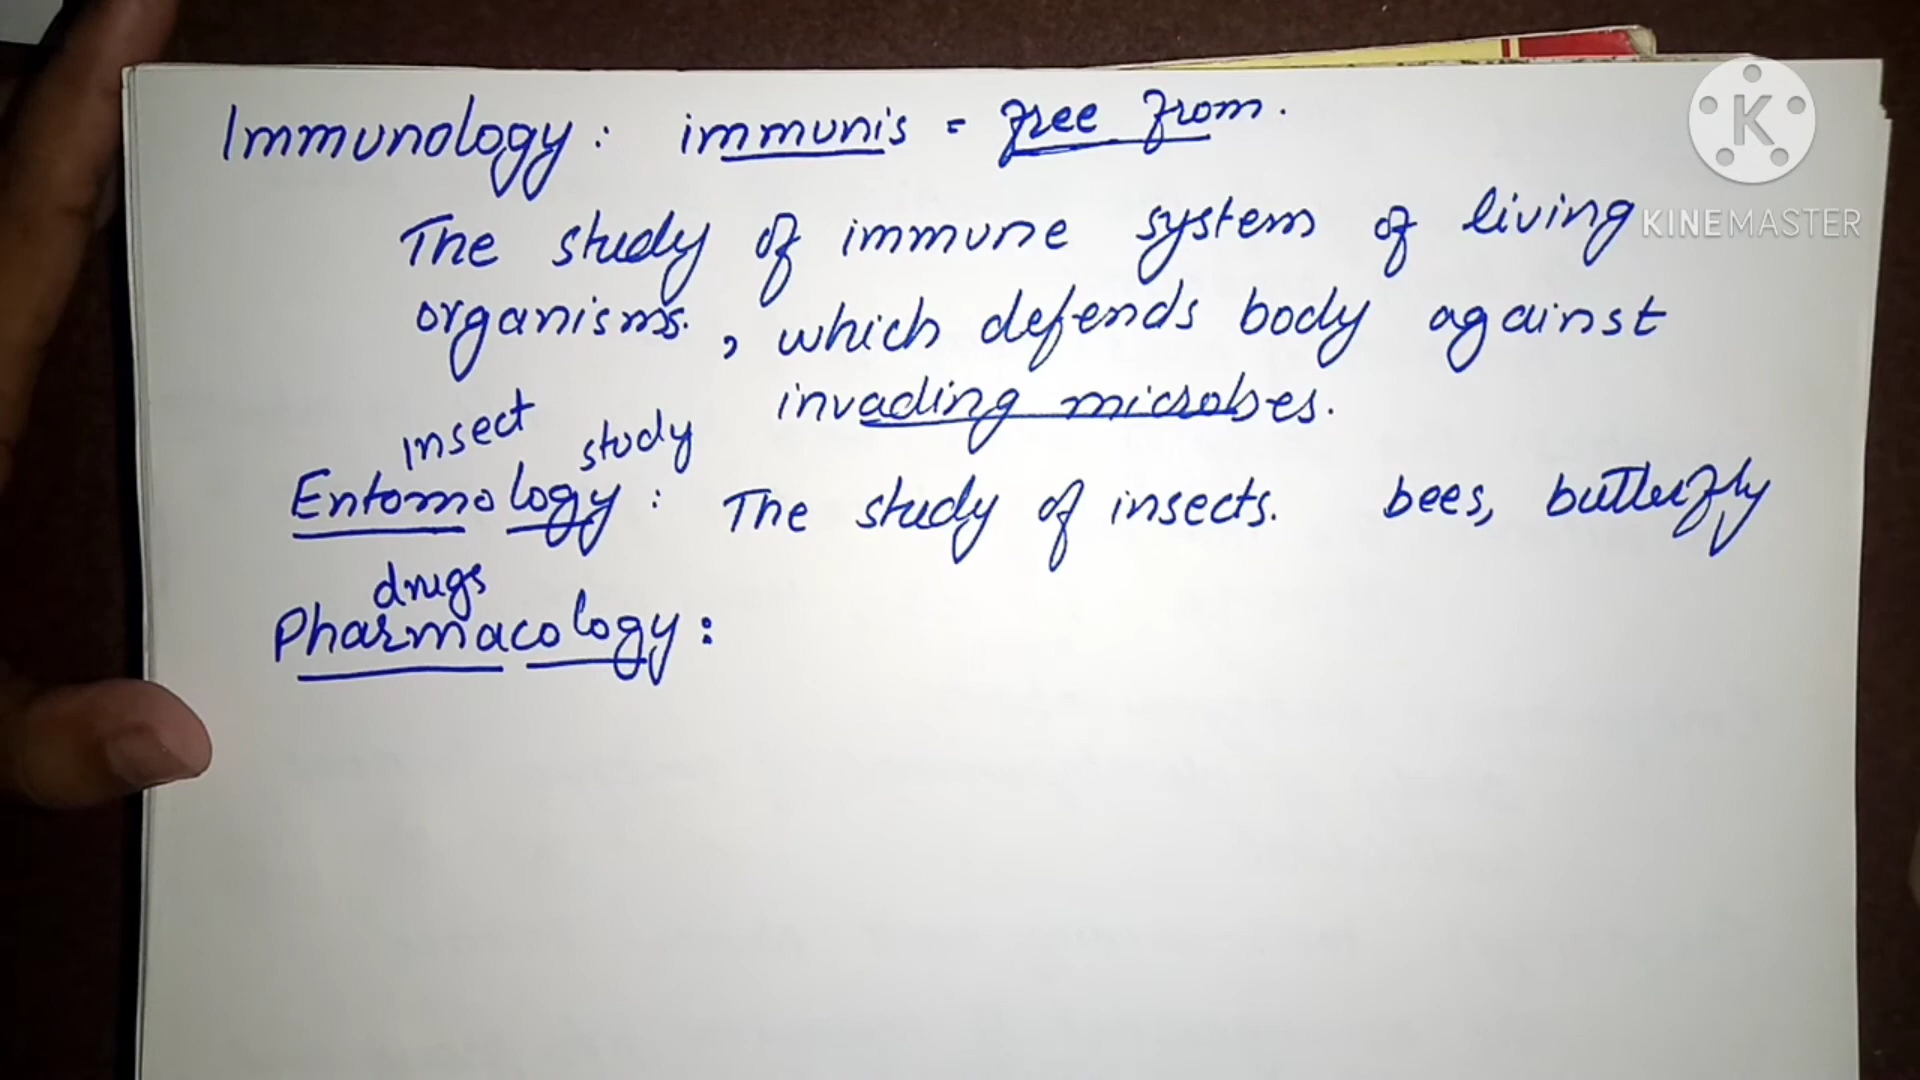 Immunology: immunis = free from.
The study of immune system of living
organisms., which defends body against
invading microbes.
insect study
Entomology: The study of insects. bees, butterfly
drugs
Pharmacology:
K
KINEMASTER